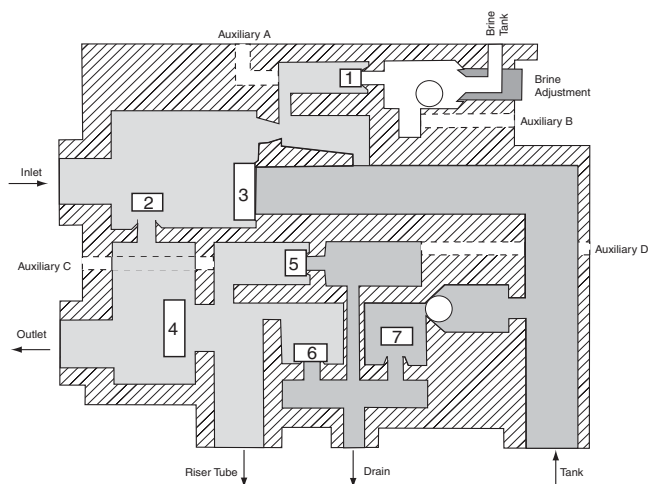 Auxiliary A
Brine
Tank
1
Brine
Adjustment
Auxiliary B
Inlet
2
3
Auxiliary C
5
Auxiliary D
4
Outlet
7
6
Riser Tube
Drain
Tank